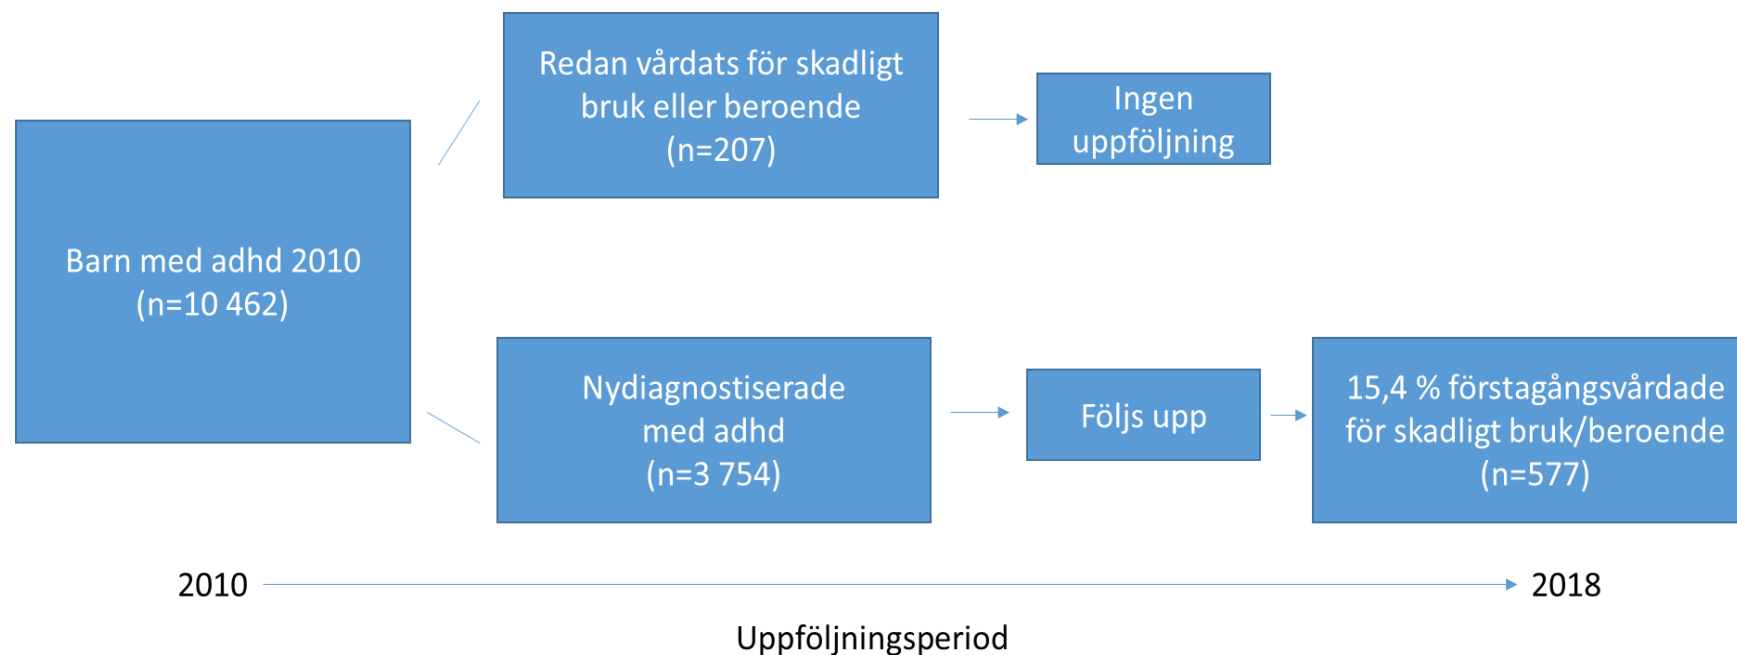 Redan vårdats för skadligt
bruk eller beroende
(n=207)
Ingen
uppföljning
Barn med adhd 2010
(n=10 462)
Nydiagnostiserade
med adhd
(n=3 754)
Följs upp
15,4 % förstagångsvårdade
för skadligt bruk/beroende
(n=577)
2010
2018
Uppföljningsperiod